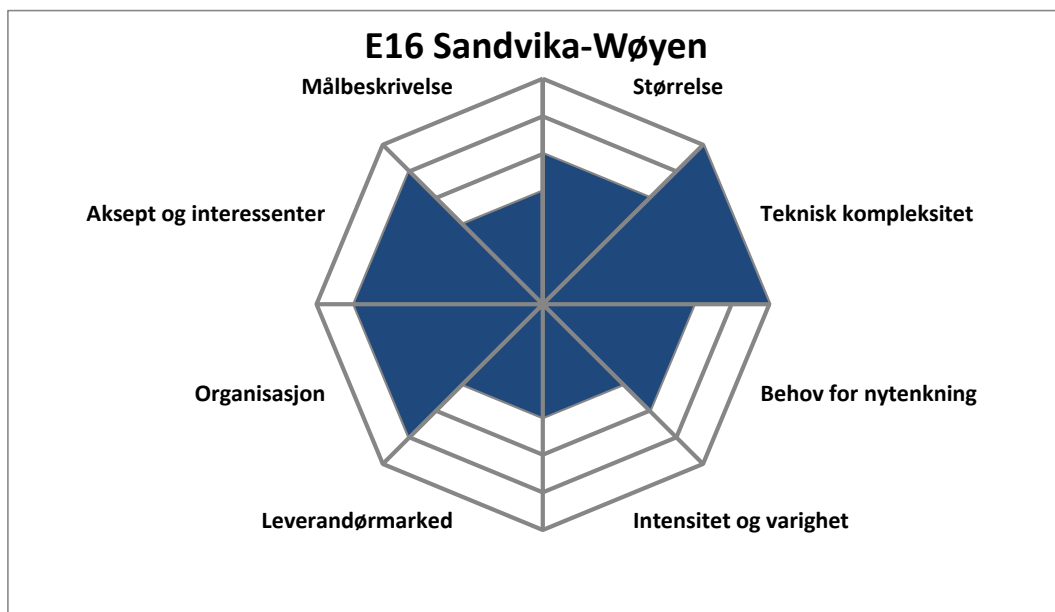 E16 Sandvika-Wøyen
Målbeskrivelse
Størrelse
Aksept og interessenter
Teknisk kompleksitet
Organisasjon
Behov for nytenkning
Leverandørmarked
Intensitet og varighet